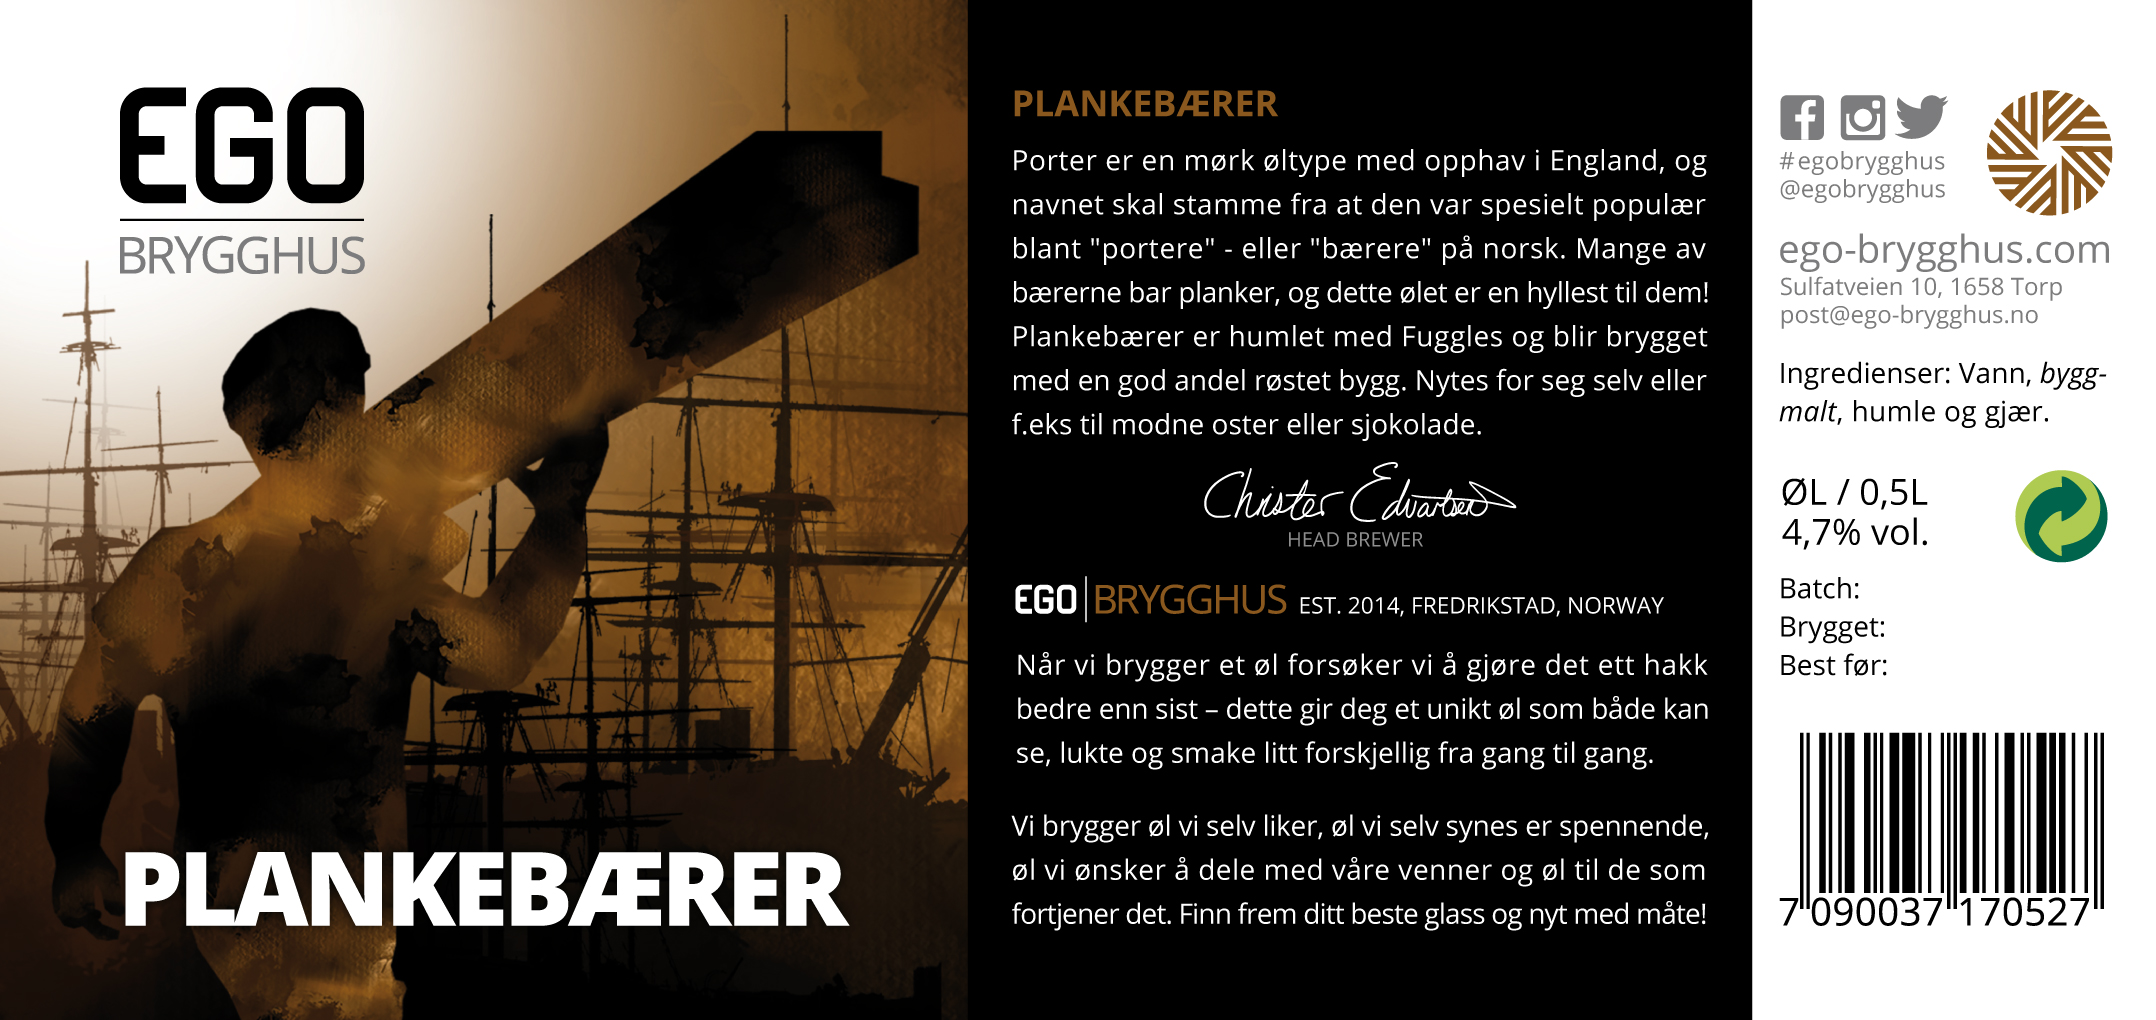 EGO
BRYGGHUS
PLANKEBÆRER
PLANKEBÆRER
Porter er en mørk øltype med opphav i England, og
navnet skal stamme fra at den var spesielt populær
blant "portere" - eller "bærere" på norsk. Mange av
bærerne bar planker, og dette ølet er en hyllest til dem!
Plankebærer er humlet med Fuggles og blir brygget
med en god andel røstet bygg. Nytes for seg selv eller
f.eks til modne oster eller sjokolade.
Christer Edvartsen
HEAD BREWER
EGO BRYGGHUS EST. 2014, FREDRIKSTAD, NORWAY
Når vi brygger et øl forsøker vi å gjøre det ett hakk
bedre enn sist – dette gir deg et unikt øl som både kan
se, lukte og smake litt forskjellig fra gang til gang.
Vi brygger øl vi selv liker, øl vi selv synes er spennende,
øl vi ønsker å dele med våre venner og øl til de som
fortjener det. Finn frem ditt beste glass og nyt med måte!
#egobrygghus
@egobrygghus
ego-brygghus.com
Sulfatveien 10, 1658 Torp
post@ego-brygghus.no
Ingredienser: Vann, bygg-
malt, humle og gjær.
ØL / 0,5L
4,7% vol.
Batch:
Brygget:
Best før:
7 090037 170527